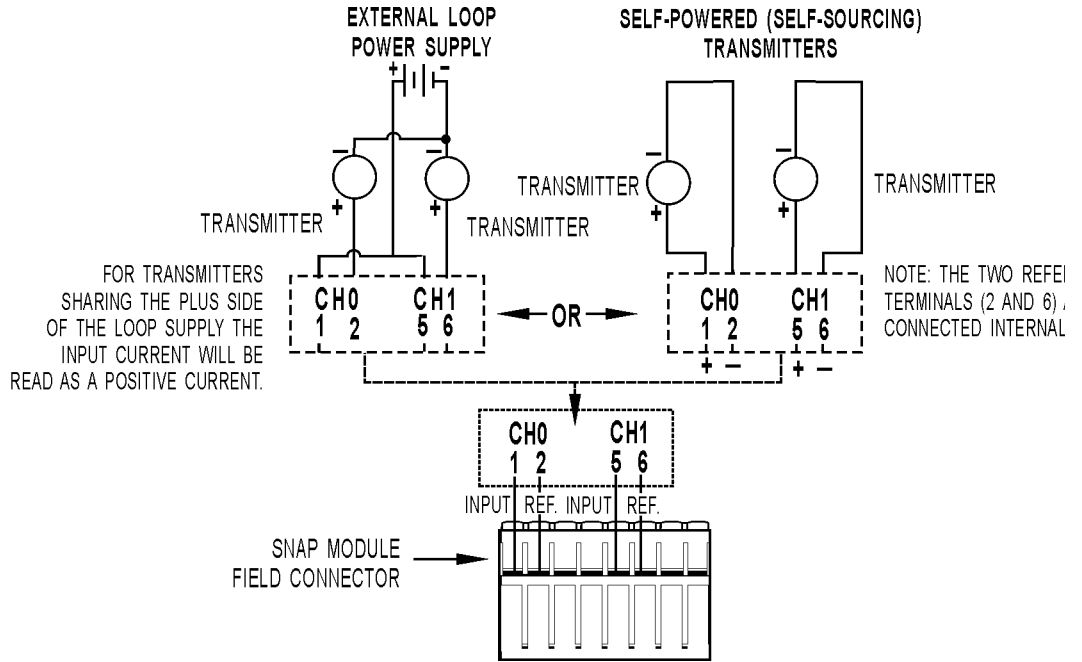 EXTERNAL LOOP
POWER SUPPLY
+ −
− −
+ +
TRANSMITTER
TRANSMITTER
FOR TRANSMITTERS
SHARING THE PLUS SIDE
OF THE LOOP SUPPLY THE
INPUT CURRENT WILL BE
READ AS A POSITIVE CURRENT.
CH0 CH1
1 2 5 6
OR
SELF-POWERED (SELF-SOURCING)
TRANSMITTERS
− −
+ +
TRANSMITTER
TRANSMITTER
CH0 CH1
1 2 5 6
+ − + −
NOTE: THE TWO
TERMINALS (2 AND 6)
CONNECTED
CH0 CH1
1 2 5 6
INPUT REF. INPUT REF.
SNAP MODULE
FIELD CONNECTOR